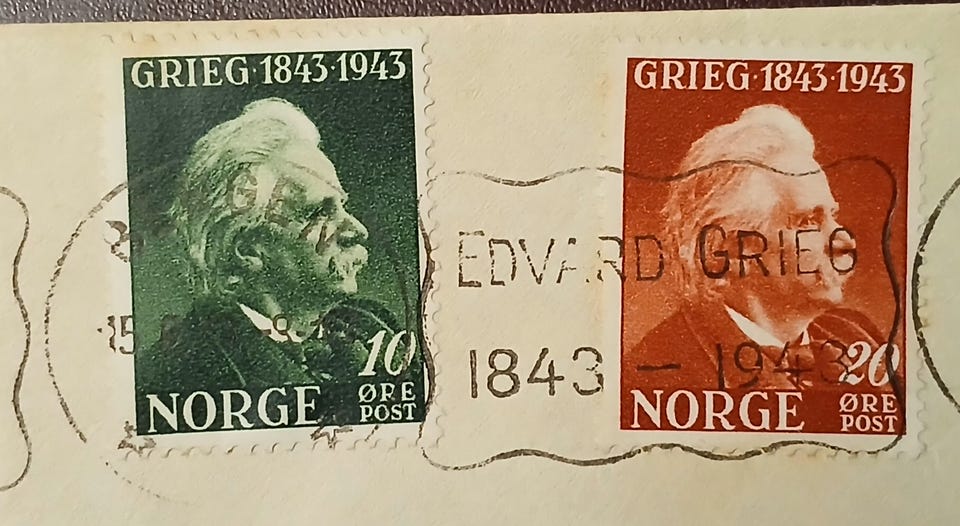 GRIEG·1843·1943
10
ØRE
POST
NORGE
GRIEG·1843·1943
20
ØRE
POST
NORGE
EDVARD GRIEG
1843 — 1943